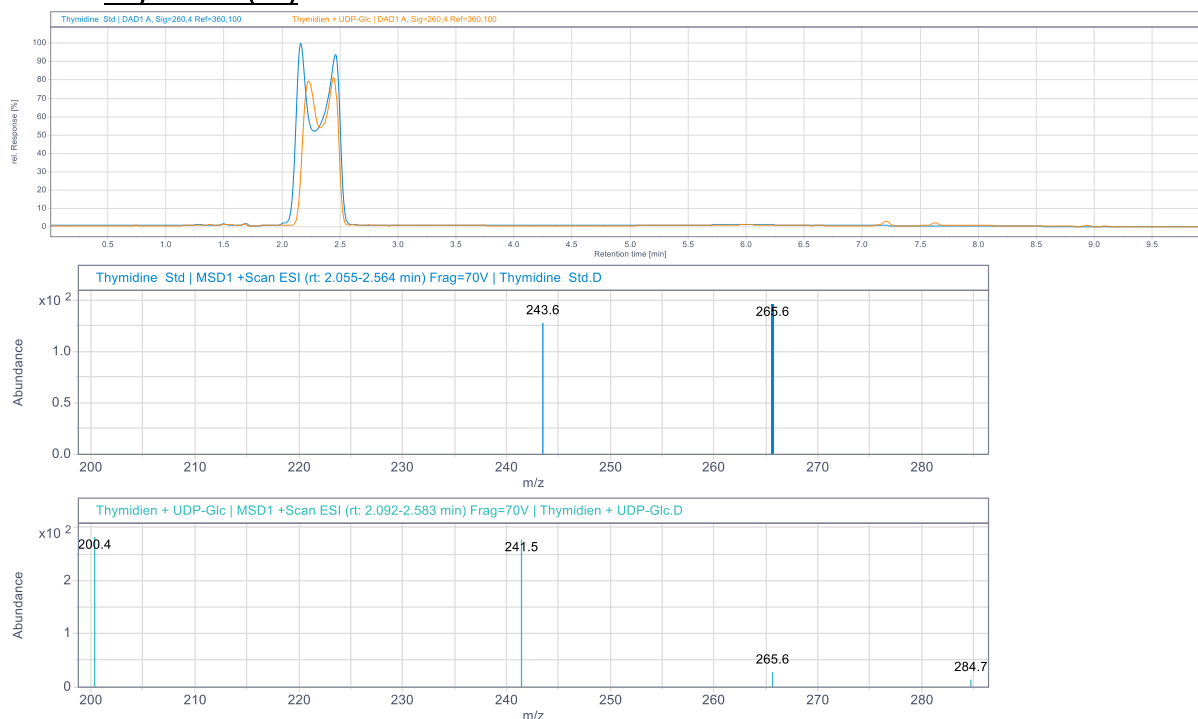 Thymidine Std | DAD1 A, Sig=260,4 Ref=360,100 Thymidien + UDP-Glc | DAD1 A, Sig=260,4 Ref=360,100
rel. Response [%]
100
90
80
70
60
50
40
30
20
10
0
0.5 1.0 1.5 2.0 2.5 3.0 3.5 4.0 4.5 5.0 5.5 6.0 6.5 7.0 7.5 8.0 8.5 9.0 9.5
Retention time [min]
Thymidine Std | MSD1 +Scan ESI (rt: 2.055-2.564 min) Frag=70V | Thymidine Std.D
x10 2
Abundance
243.6 265.6
1.0
0.5
0.0
200 210 220 230 240 250 260 270 280
m/z
Thymidien + UDP-Glc | MSD1 +Scan ESI (rt: 2.092-2.583 min) Frag=70V | Thymidien + UDP-Glc.D
x10 2
Abundance
200.4 241.5
2
1
265.6 284.7
0
200 210 220 230 240 250 260 270 280
m/z